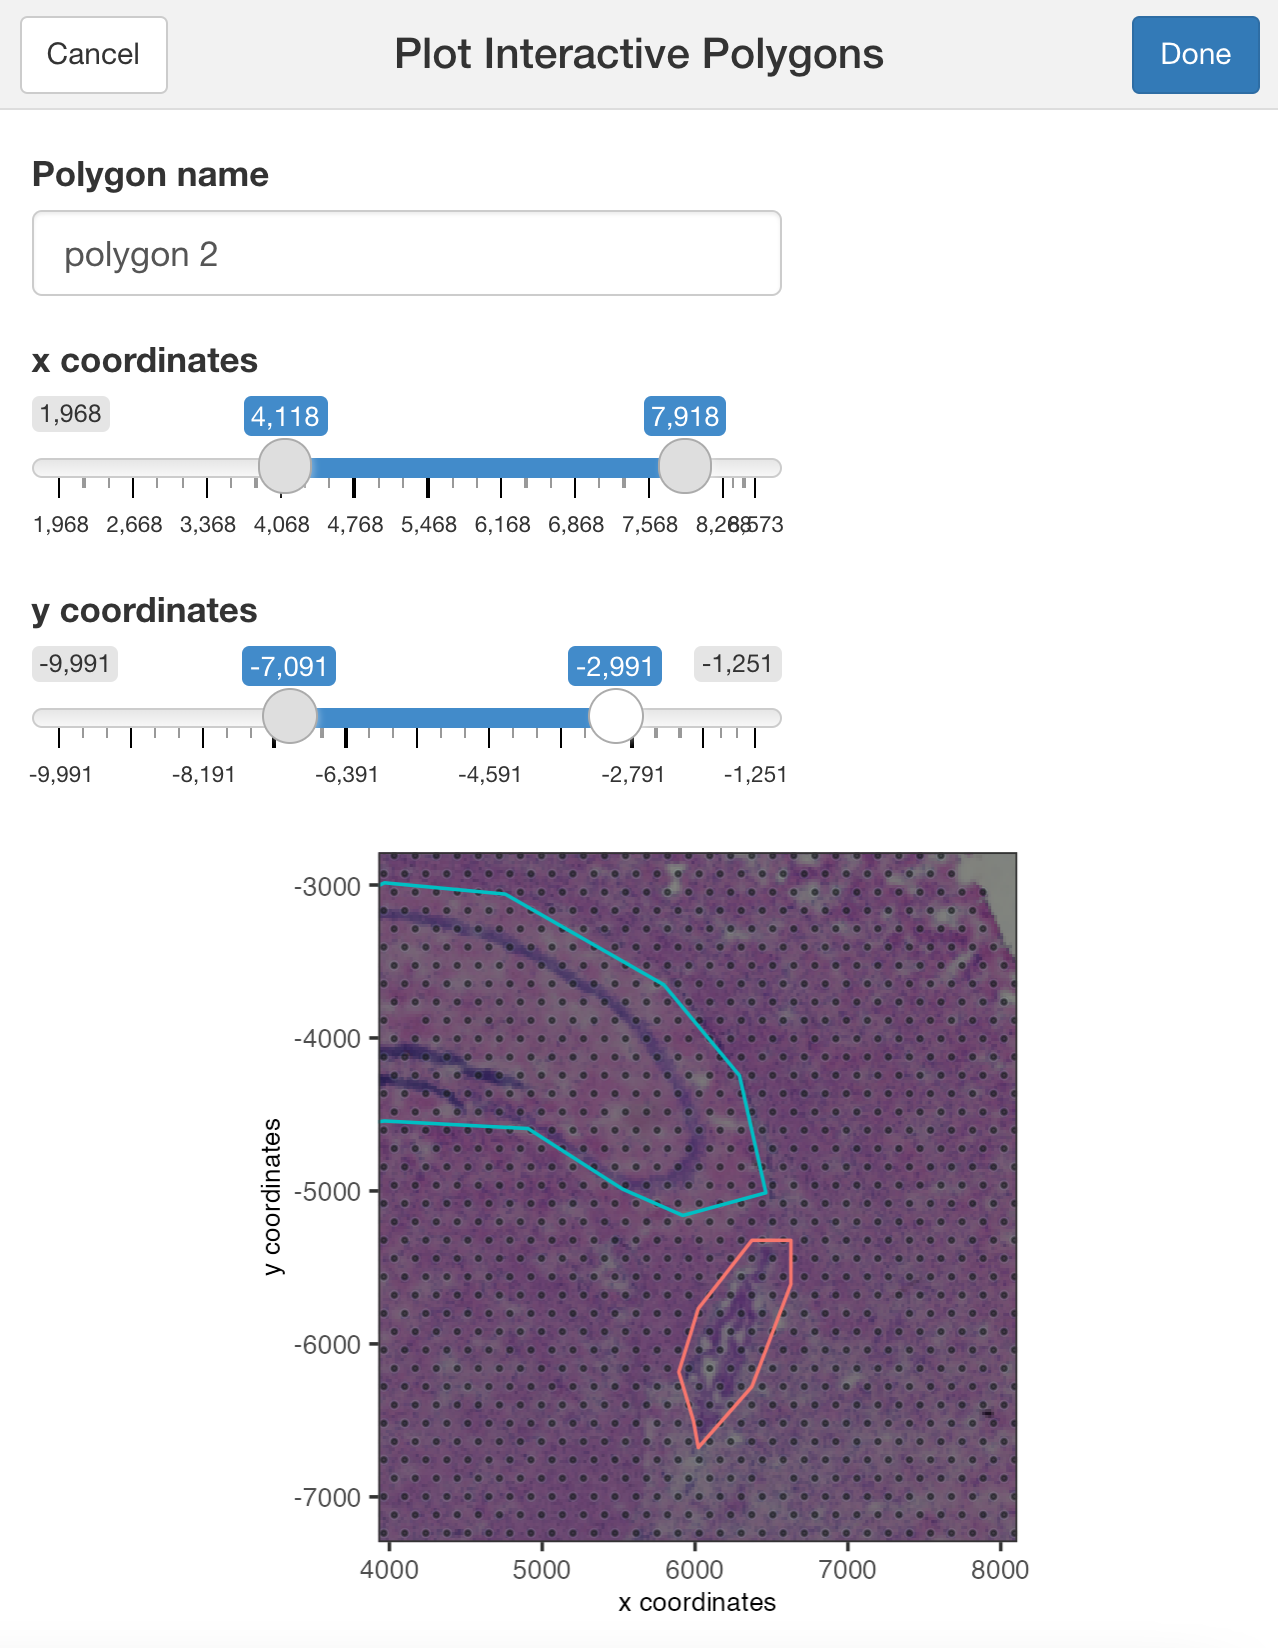 Cancel
Plot Interactive Polygons
Done
Polygon name
polygon 2
x coordinates
1,968
4,118
7,918
1,968 2,668 3,368 4,068 4,768 5,468 6,168 6,868 7,568 8,268 8,573
y coordinates
-9,991
-7,091
-2,991
-1,251
-9,991 -8,191 -6,391 -4,591 -2,791 -1,251
-3000
-4000
-5000
-6000
-7000
y coordinates
4000 5000 6000 7000 8000
x coordinates